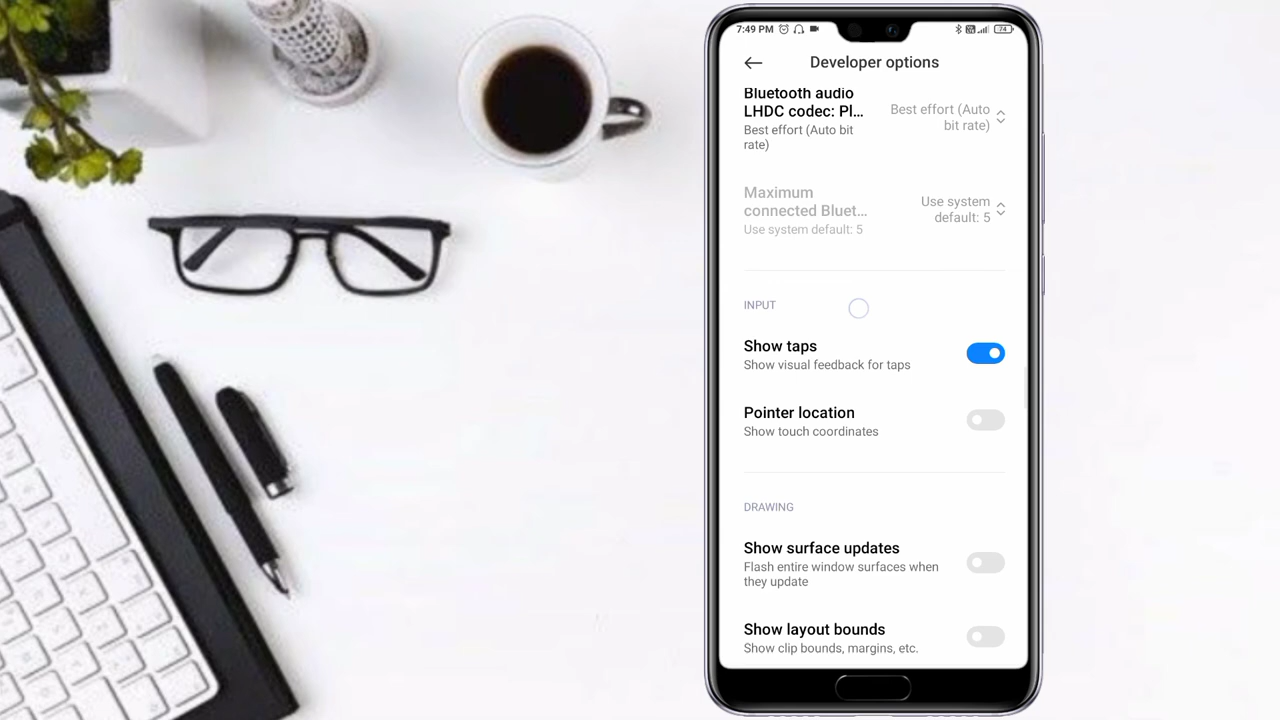 7:49 PM
74
Developer options
Bluetooth audio
LHDC codec: Pl...
Best effort (Auto bit
rate)
Best effort (Auto
bit rate)
Maximum
connected Bluet...
Use system default: 5
Use system
default: 5
INPUT
Show taps
Show visual feedback for taps
Pointer location
Show touch coordinates
DRAWING
Show surface updates
Flash entire window surfaces when
they update
Show layout bounds
Show clip bounds, margins, etc.